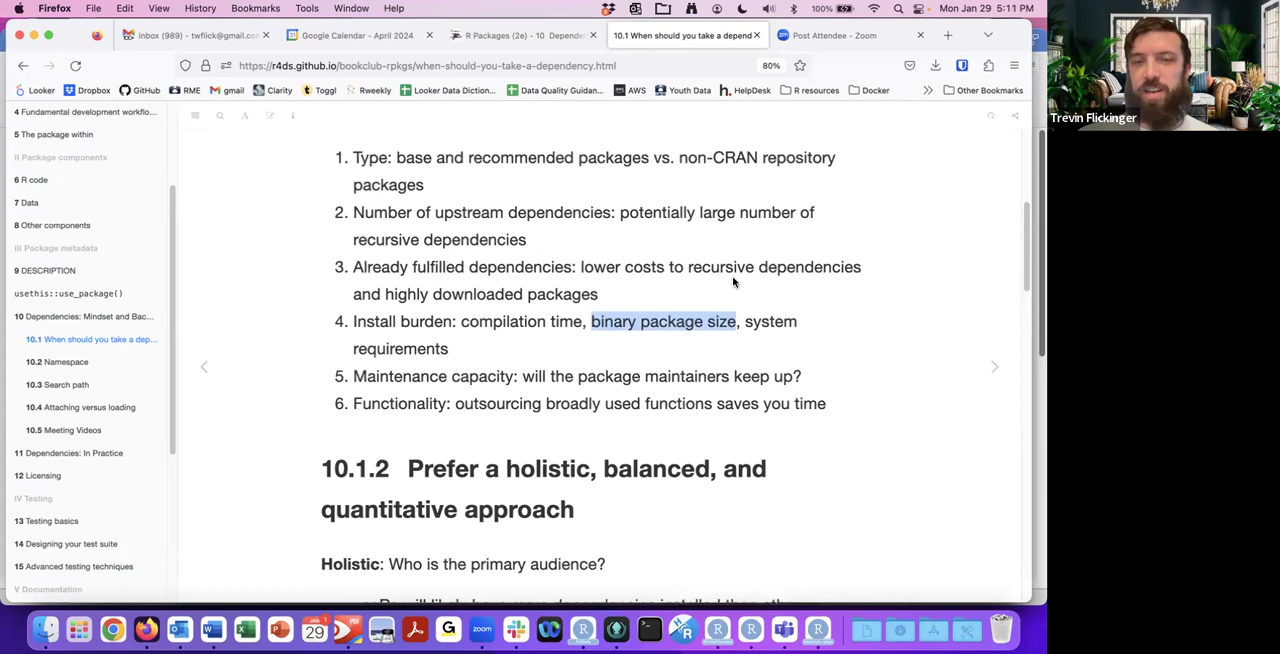 Firefox File Edit View History Bookmarks Tools Window Help 100% Mon Jan 29 5:11 PM
Inbox (989) - twflick@gmail.co Google Calendar - April 2024 R Packages (2e) - 10 Depende 10.1 When should you take a depend Post Attendee - Zoom
https://r4ds.github.io/bookclub-rpkgs/when-should-you-take-a-dependency.html 80%
Looker Dropbox GitHub RME gmail Clarity Toggl Rweekly Looker Data Diction... Data Quality Guidan... AWS Youth Data HelpDesk R resources Docker Other Bookmarks
Trevin Flickinger
4 Fundamental development workflo...
5 The package within
II Package components
6 R code
7 Data
8 Other components
III Package metadata
9 DESCRIPTION
usethis::use_package()
10 Dependencies: Mindset and Bac...
10.1 When should you take a dep...
10.2 Namespace
10.3 Search path
10.4 Attaching versus loading
10.5 Meeting Videos
11 Dependencies: In Practice
12 Licensing
IV Testing
13 Testing basics
14 Designing your test suite
15 Advanced testing techniques
V Documentation
1. Type: base and recommended packages vs. non-CRAN repository
packages
2. Number of upstream dependencies: potentially large number of
recursive dependencies
3. Already fulfilled dependencies: lower costs to recursive dependencies
and highly downloaded packages
4. Install burden: compilation time, binary package size, system
requirements
5. Maintenance capacity: will the package maintainers keep up?
6. Functionality: outsourcing broadly used functions saves you time
10.1.2 Prefer a holistic, balanced, and
quantitative approach
Holistic: Who is the primary audience?
JAN
29
zoom